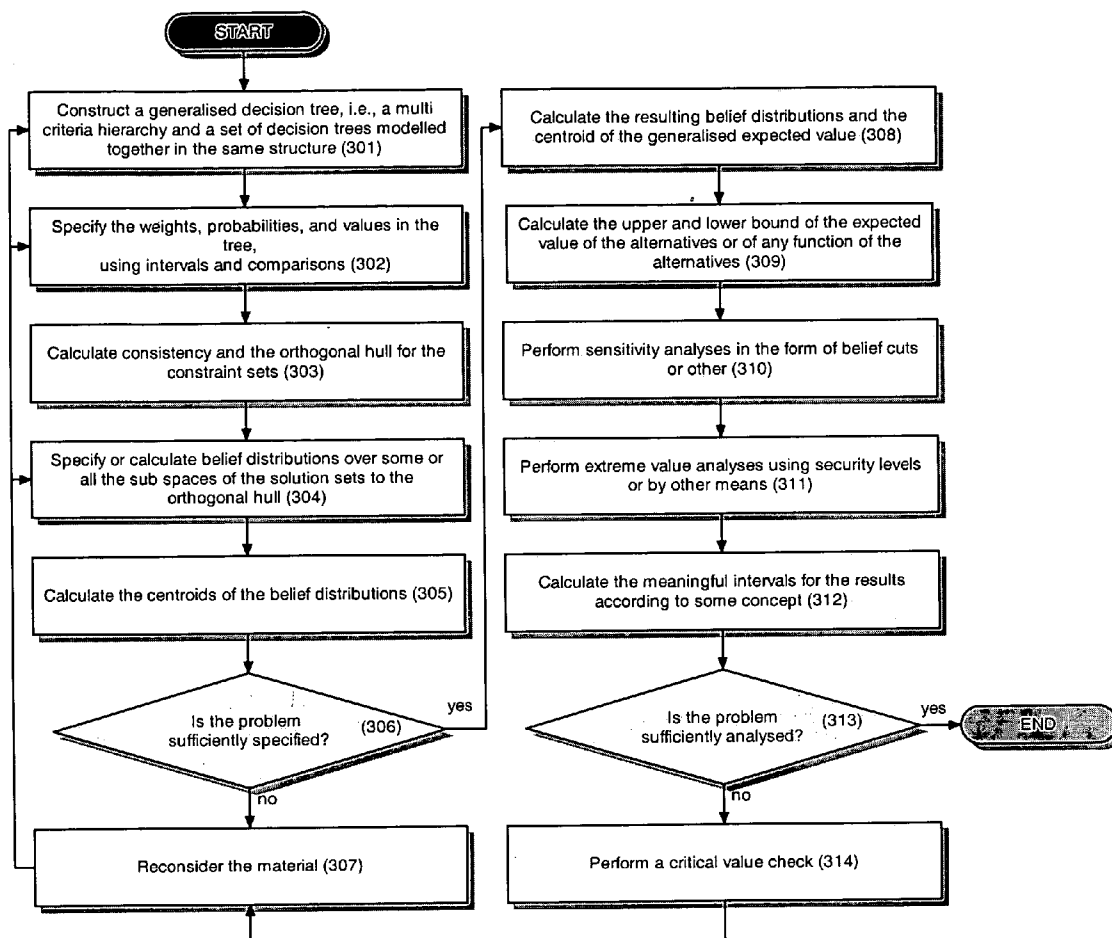 START
Construct a generalised decision tree, i.e., a multi
criteria hierarchy and a set of decision trees modelled
together in the same structure (301)
Specify the weights, probabilities, and values in the
tree,
using intervals and comparisons (302)
Calculate consistency and the orthogonal hull for the
constraint sets (303)
Specify or calculate belief distributions over some or
all the sub spaces of the solution sets to the
orthogonal hull (304)
Calculate the centroids of the belief distributions (305)
Is the problem
sufficiently specified?
(306)
yes
no
Reconsider the material (307)
Calculate the resulting belief distributions and the
centroid of the generalised expected value (308)
Calculate the upper and lower bound of the expected
value of the alternatives or of any function of the
alternatives (309)
Perform sensitivity analyses in the form of belief cuts
or other (310)
Perform extreme value analyses using security levels
or by other means (311)
Calculate the meaningful intervals for the results
according to some concept (312)
Is the problem
sufficiently analysed?
(313)
yes
END
no
Perform a critical value check (314)